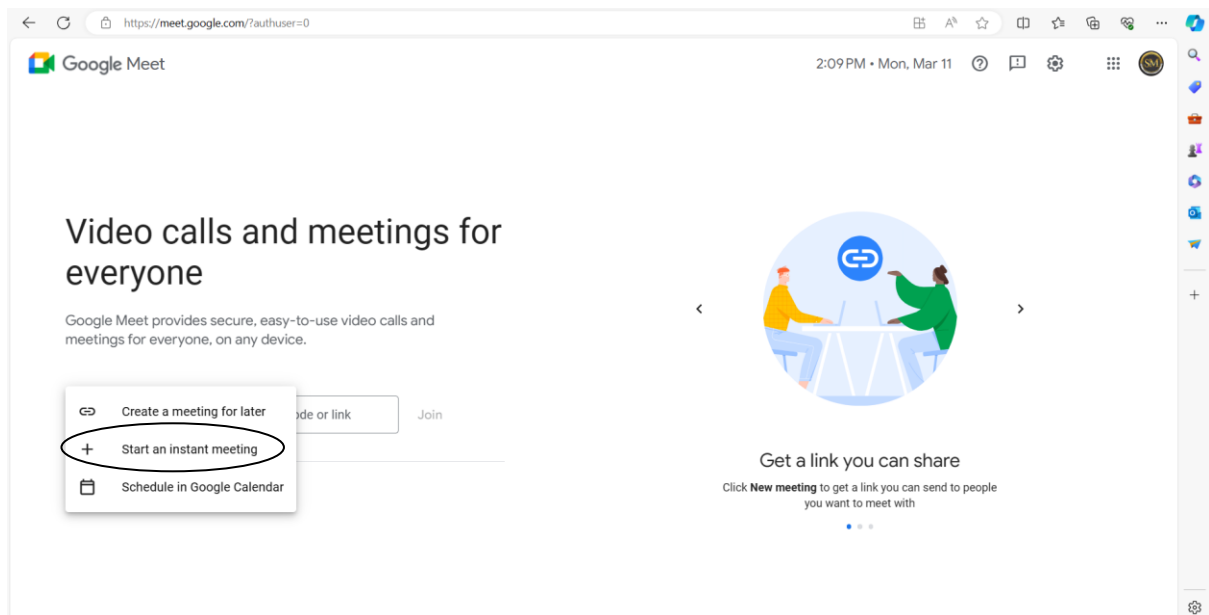 https://meet.google.com/?authuser=0
Google Meet
2:09 PM • Mon, Mar 11
SM
Video calls and meetings for
everyone
Google Meet provides secure, easy-to-use video calls and
meetings for everyone, on any device.
Create a meeting for later
or link
Join
Start an instant meeting
Schedule in Google Calendar
Get a link you can share
Click New meeting to get a link you can send to people
you want to meet with